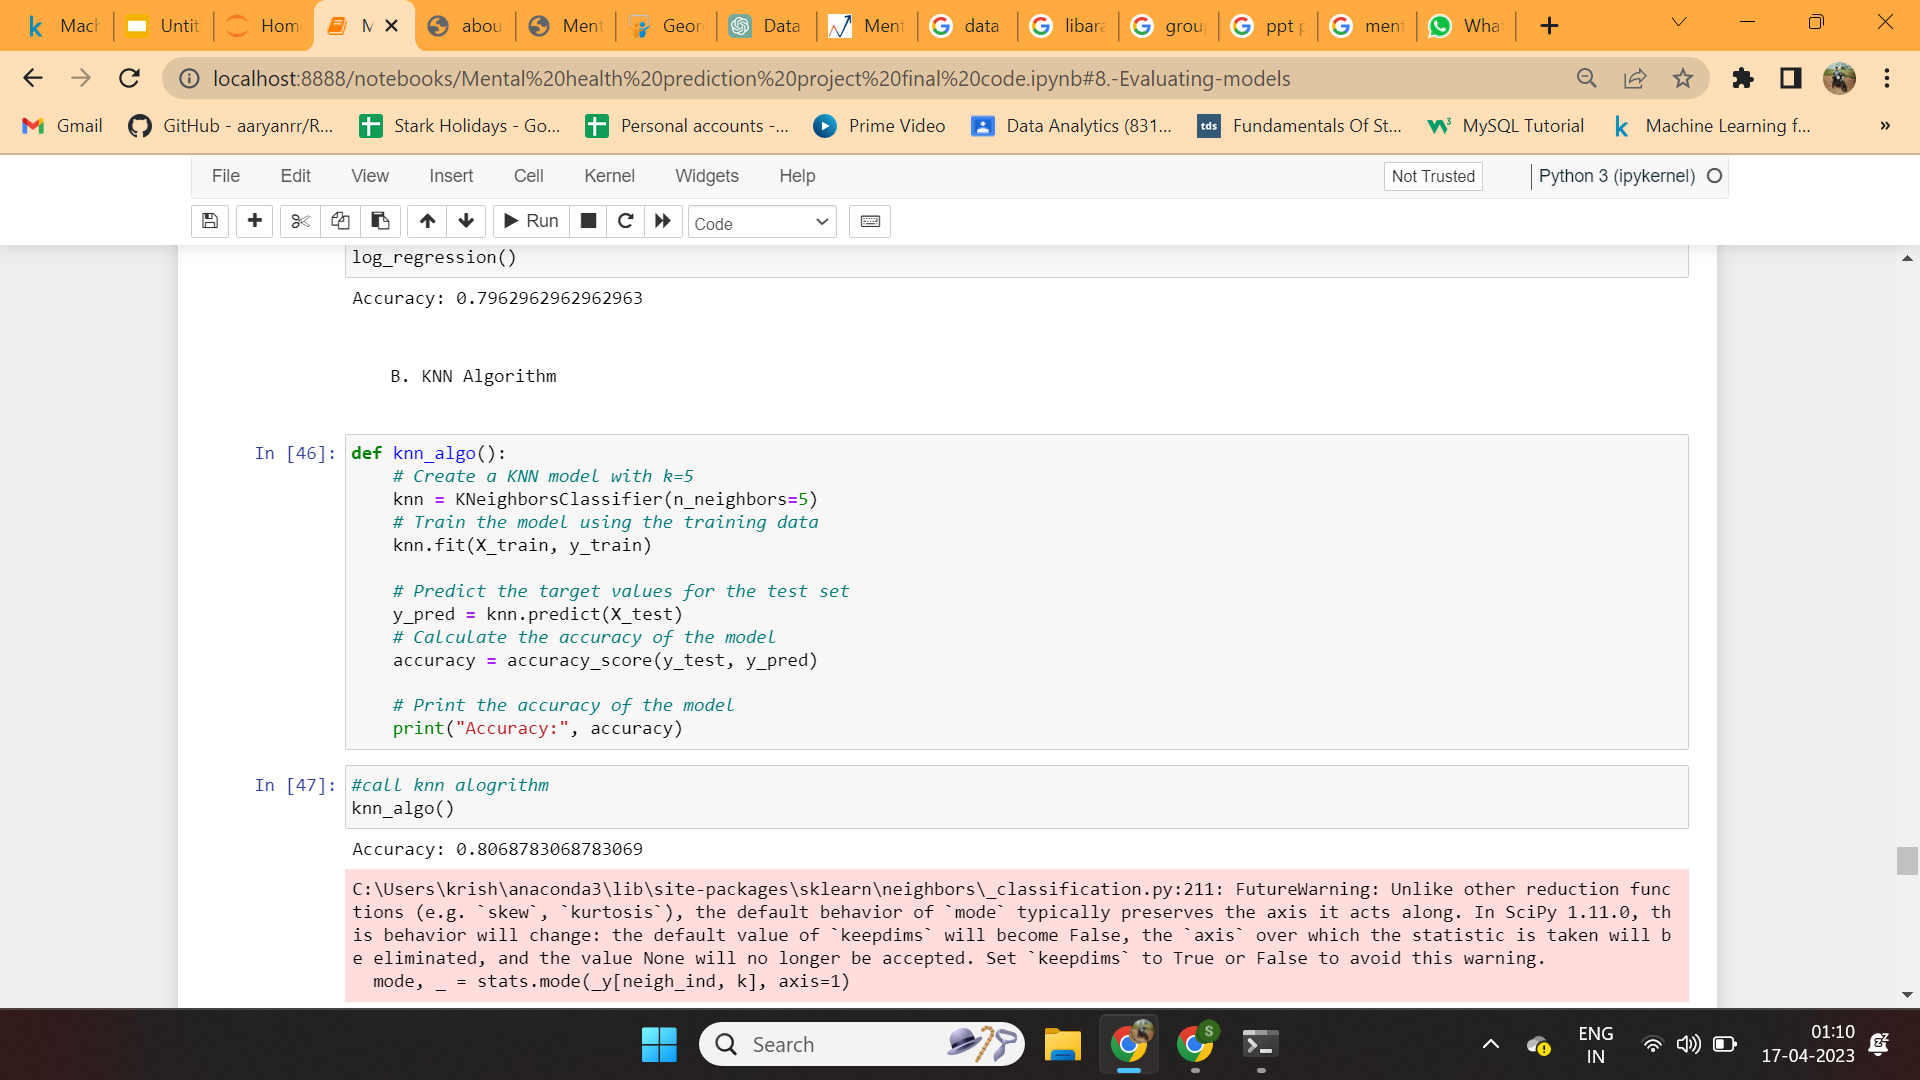 Mach
Untit
Hom
M
abou
Ment
Geor
Data
Ment
data
libara
grou
ppt p
ment
What
localhost:8888/notebooks/Mental%20health%20prediction%20project%20final%20code.ipynb#8.-Evaluating-models
Gmail
GitHub - aaryanrr/R...
Stark Holidays - Go...
Personal accounts -...
Prime Video
Data Analytics (831...
tds Fundamentals Of St...
MySQL Tutorial
Machine Learning f...
»
File Edit View Insert Cell Kernel Widgets Help
Not Trusted
Python 3 (ipykernel)
Run
Code
log_regression()
Accuracy: 0.7962962962962963
B. KNN Algorithm
In [46]:
def knn_algo():
    # Create a KNN model with k=5
    knn = KNeighborsClassifier(n_neighbors=5)
    # Train the model using the training data
    knn.fit(X_train, y_train)
    # Predict the target values for the test set
    y_pred = knn.predict(X_test)
    # Calculate the accuracy of the model
    accuracy = accuracy_score(y_test, y_pred)
    # Print the accuracy of the model
    print("Accuracy:", accuracy)
In [47]:
#call knn alogrithm
knn_algo()
Accuracy: 0.8068783068783069
C:\Users\krish\anaconda3\lib\site-packages\sklearn\neighbors\_classification.py:211: FutureWarning: Unlike other reduction func
tions (e.g. `skew`, `kurtosis`), the default behavior of `mode` typically preserves the axis it acts along. In SciPy 1.11.0, th
is behavior will change: the default value of `keepdims` will become False, the `axis` over which the statistic is taken will b
e eliminated, and the value None will no longer be accepted. Set `keepdims` to True or False to avoid this warning.
  mode, _ = stats.mode(_y[neigh_ind, k], axis=1)
Search
S
ENG
IN
01:10
17-04-2023